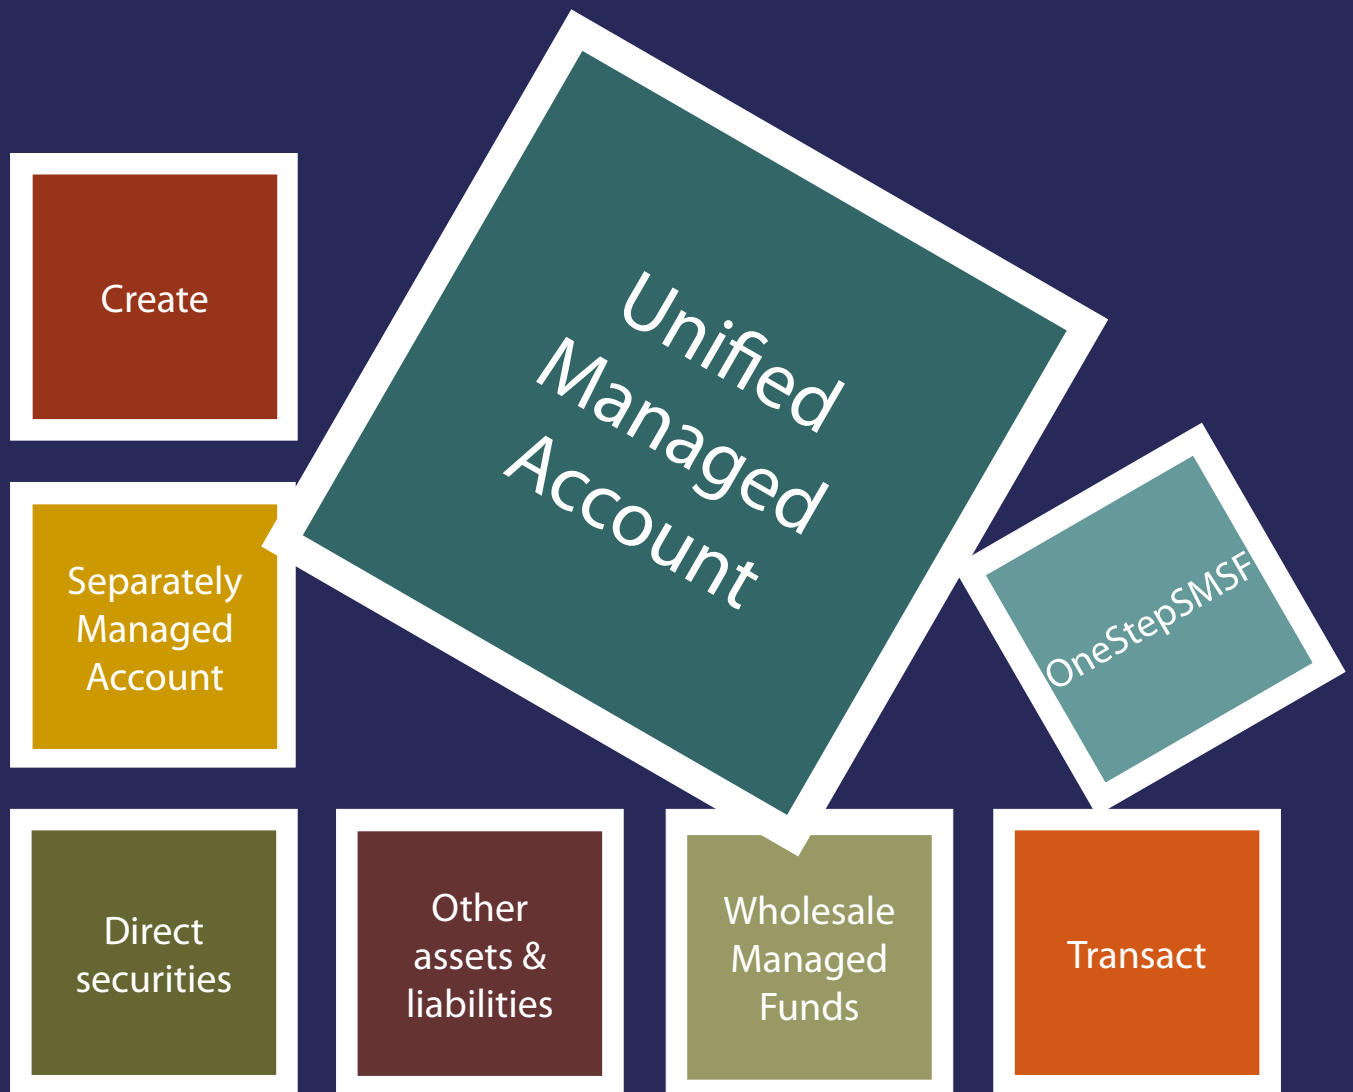 Create
Unified
Managed
Account
Separately
Managed
Account
OneStepSMSF
Direct
securities
Other
assets &
liabilities
Wholesale
Managed
Funds
Transact